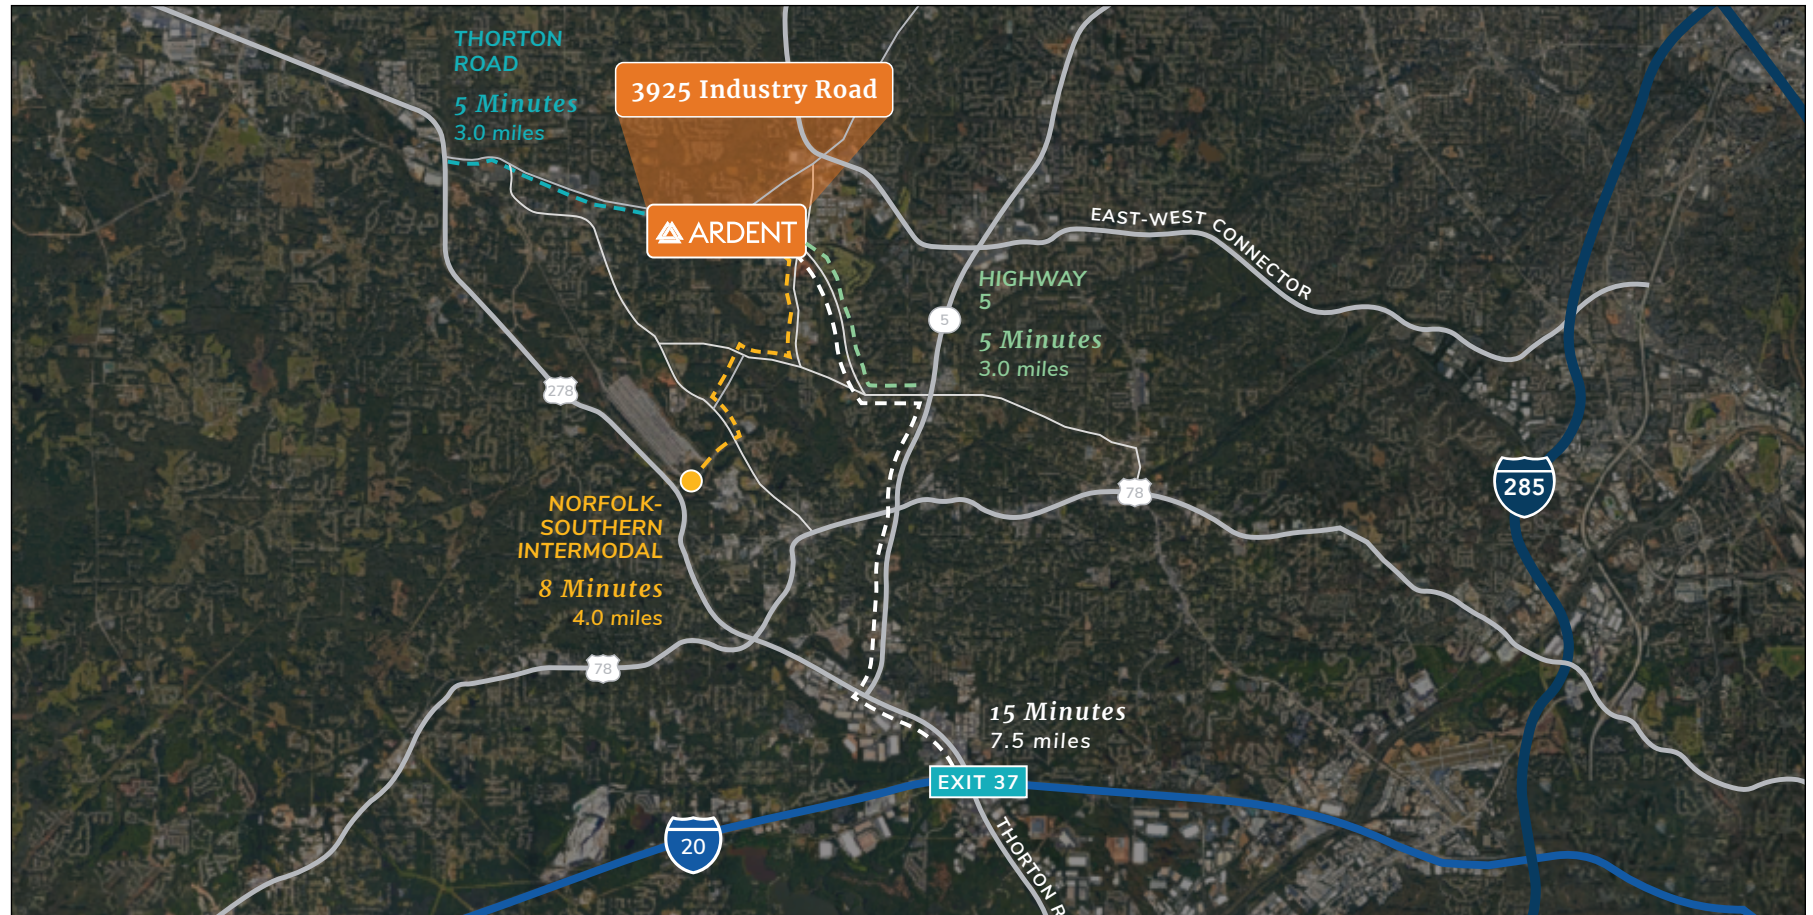 THORTON
ROAD
5 Minutes
3.0 miles
3925 Industry Road
ARDENT
EAST-WEST CONNECTOR
HIGHWAY
5
5 Minutes
3.0 miles
5
278
78
285
NORFOLK-
SOUTHERN
INTERMODAL
8 Minutes
4.0 miles
78
15 Minutes
7.5 miles
EXIT 37
20
THORTON R